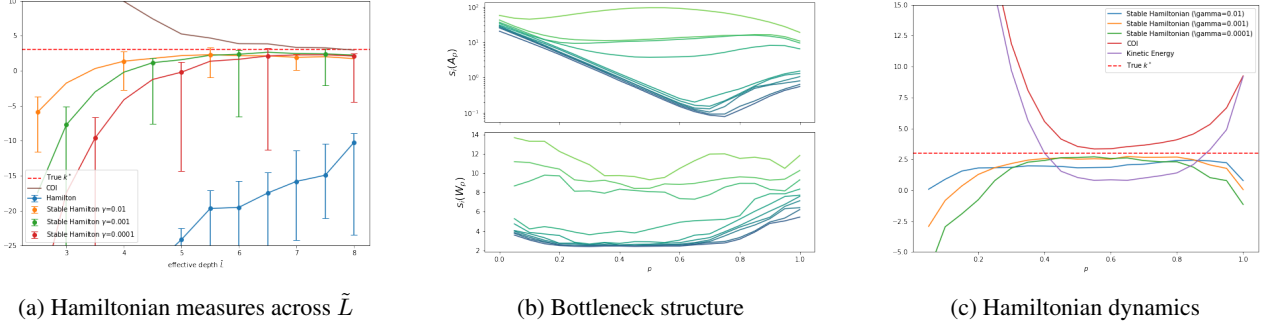 5
0
−5
−10
−15
−20
−25
3
4
5
6
7
8
effective depth L̃
True k*
COI
Hamilton
Stable Hamilton γ=0.01
Stable Hamilton γ=0.001
Stable Hamilton γ=0.0001
(a) Hamiltonian measures across L̃
s_i(A_p)
10²
10¹
10⁰
10⁻¹
s_i(W_p)
14
12
10
8
6
4
2
0.0
0.2
0.4
0.6
0.8
1.0
p
(b) Bottleneck structure
15.0
12.5
10.0
7.5
5.0
2.5
0.0
−2.5
−5.0
0.0
0.2
0.4
0.6
0.8
1.0
p
Stable Hamiltonian (\gamma=0.01)
Stable Hamiltonian (\gamma=0.001)
Stable Hamiltonian (\gamma=0.0001)
COI
Kinetic Energy
True k*
(c) Hamiltonian dynamics